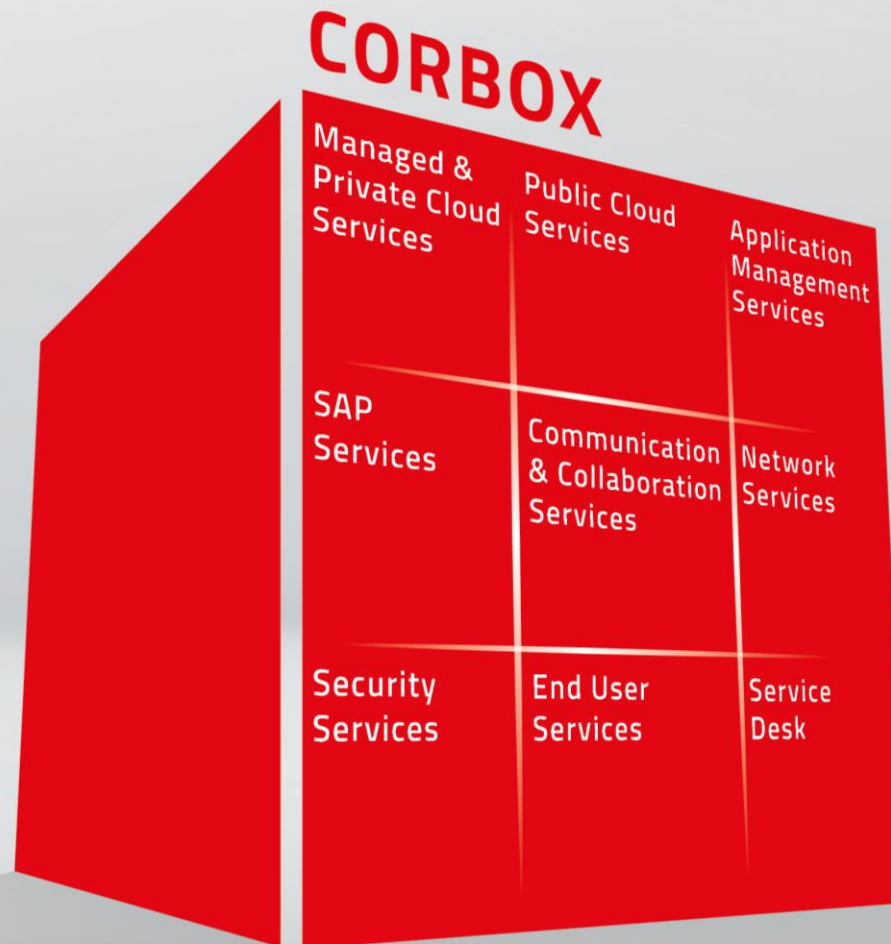 CORBOX
Managed &
Private Cloud
Services
Public Cloud
Services
Application
Management
Services
SAP
Services
Communication
& Collaboration
Services
Network
Services
Security
Services
End User
Services
Service
Desk